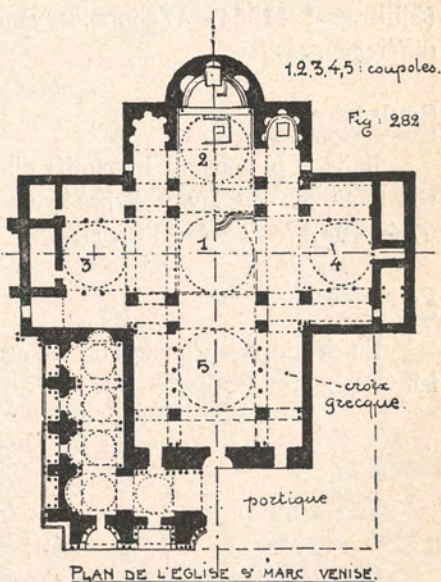 1.2.3.4,5 : coupoles.
Fig : 282
2
1
3
4
5
croix
grecque.
portique
PLAN DE L'EGLISE St MARC VENISE